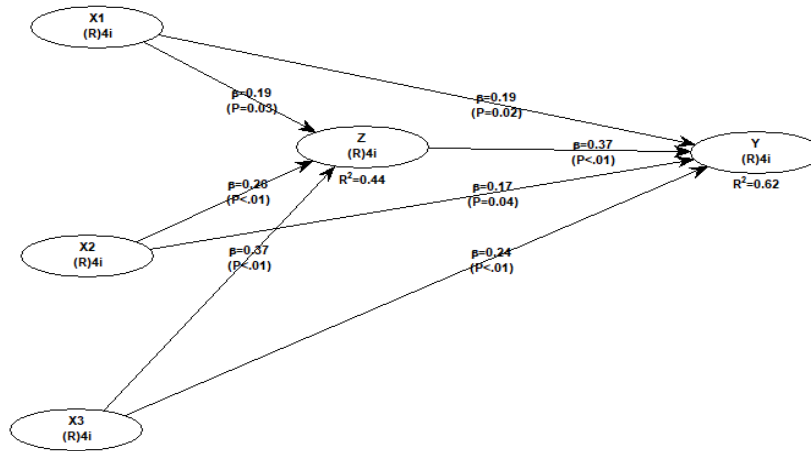 X1
(R)4i
β=0.19
(P=0.03)
β=0.19
(P=0.02)
Z
(R)4i
R²=0.44
β=0.37
(P<.01)
Y
(R)4i
R²=0.62
β=0.26
(P<.01)
β=0.17
(P=0.04)
X2
(R)4i
β=0.37
(P<.01)
β=0.24
(P<.01)
X3
(R)4i